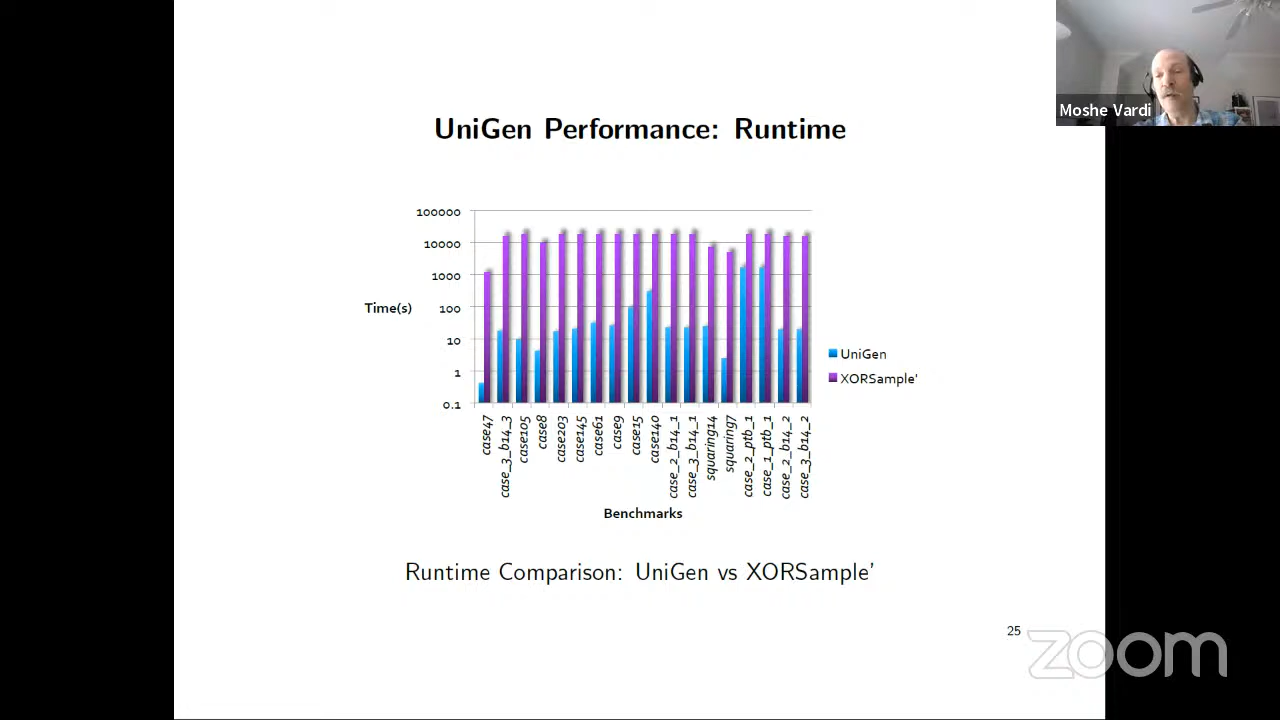 Moshe Vardi
UniGen Performance: Runtime
100000
10000
1000
100
10
1
0.1
Time(s)
UniGen
XORSample'
case47
case_3_b14_3
case105
case8
case203
case145
case61
case9
case15
case140
case_2_b14_1
case_3_b14_1
squaring14
squaring7
case_2_ptb_1
case_1_ptb_1
case_2_b14_2
case_3_b14_2
Benchmarks
Runtime Comparison: UniGen vs XORSample'
25
zoom